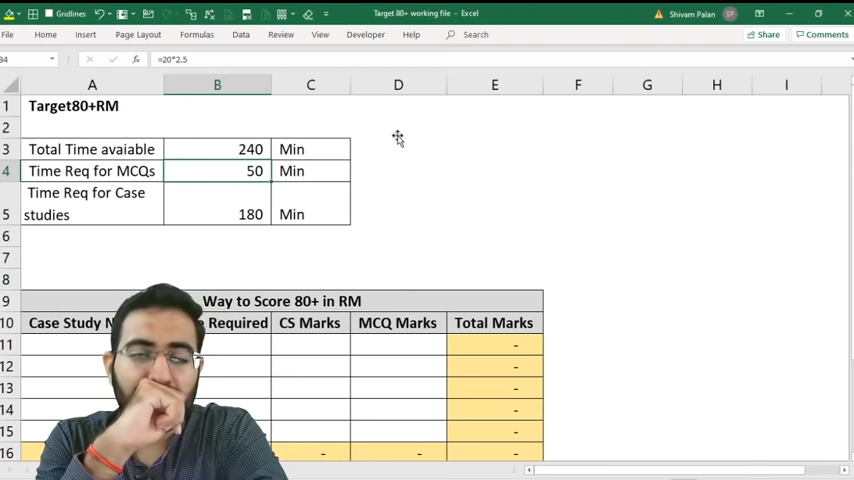 Target 80+ working file - Excel
Shivam Palan SP
File Home Insert Page Layout Formulas Data Review View Developer Help Search Share Comments
Gridlines
B4 =20*2.5
A B C D E F G H I
1 Target80+RM
2
3 Total Time avaiable 240 Min
4 Time Req for MCQs 50 Min
Time Req for Case
5 studies 180 Min
6
7
8
9 Way to Score 80+ in RM
10 Case Study N Required CS Marks MCQ Marks Total Marks
11 -
12 -
13 -
14 -
15 -
16 - - -